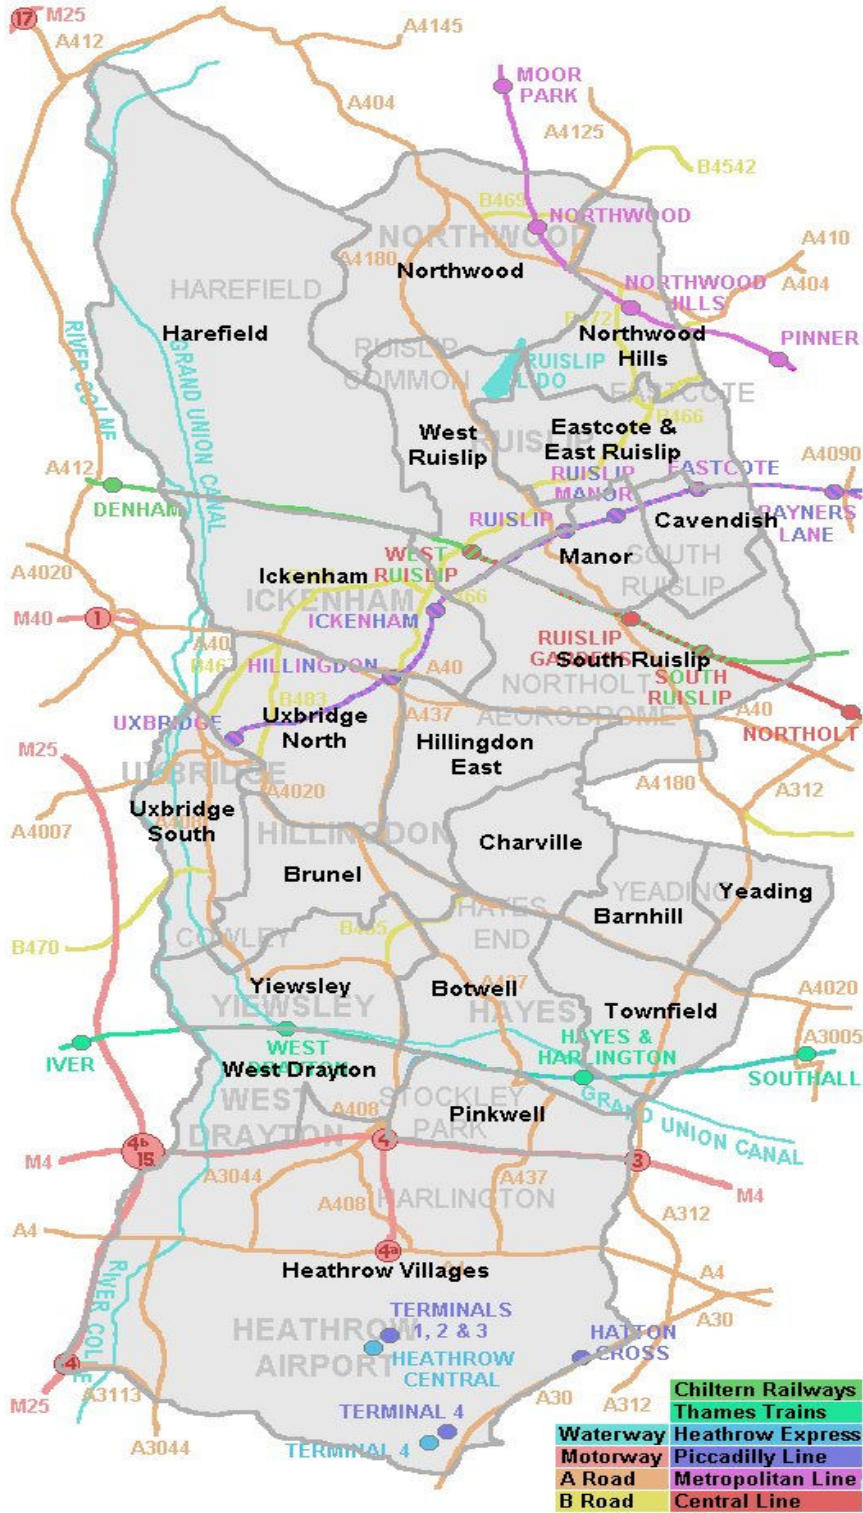 17 M25
A412
A4145
A404
MOOR
PARK
A4125
B4542
B469
NORTHWOOD
NORTHWOOD
A4180
Northwood
A410
A404
HAREFIELD
NORTHWOOD
HILLS
Harefield
Northwood
Hills
PINNER
RIVER COLNE
GRAND UNION CANAL
RUISLIP
COMMON
RUISLIP
LIDO
EASTCOTE
B466
West
Ruislip
RUISLIP
Eastcote &
East Ruislip
A412
DENHAM
RUISLIP
MANOR
EASTCOTE
A4090
RUISLIP
Cavendish
RAYNERS
LANE
A4020
WEST
RUISLIP
Manor
SOUTH
RUISLIP
Ickenham
ICKENHAM
ICKENHAM
M40
1
RUISLIP
GARDENS
South Ruislip
A40
HILLINGDON
A40
SOUTH
RUISLIP
B483
NORTHOLT
AERODROME
UXBRIDGE
Uxbridge
North
A437
Hillingdon
East
A40
NORTHOLT
M25
UXBRIDGE
A4020
A4180
A312
A4007
Uxbridge
South
HILLINGDON
Charville
Brunel
YEADING
Yeading
Barnhill
HAYES
END
B470
COWLEY
Yiewsley
YIEWSLEY
Botwell
A437
HAYES
Townfield
A4020
A3005
IVER
WEST
DRAYTON
HAYES &
HARLINGTON
SOUTHALL
West Drayton
WEST
DRAYTON
A408
STOCKLEY
PARK
Pinkwell
GRAND UNION CANAL
M4
4b
15
4
3
M4
A3044
A408
A437
HARLINGTON
A312
A4
4a
A4
Heathrow Villages
RIVER COLNE
HEATHROW
AIRPORT
TERMINALS
1, 2 & 3
HEATHROW
CENTRAL
HATTON
CROSS
A30
14
M25
A3113
A3044
TERMINAL 4
TERMINAL 4
A30
A312
Chiltern Railways
Thames Trains
Waterway Heathrow Express
Motorway Piccadilly Line
A Road Metropolitan Line
B Road Central Line